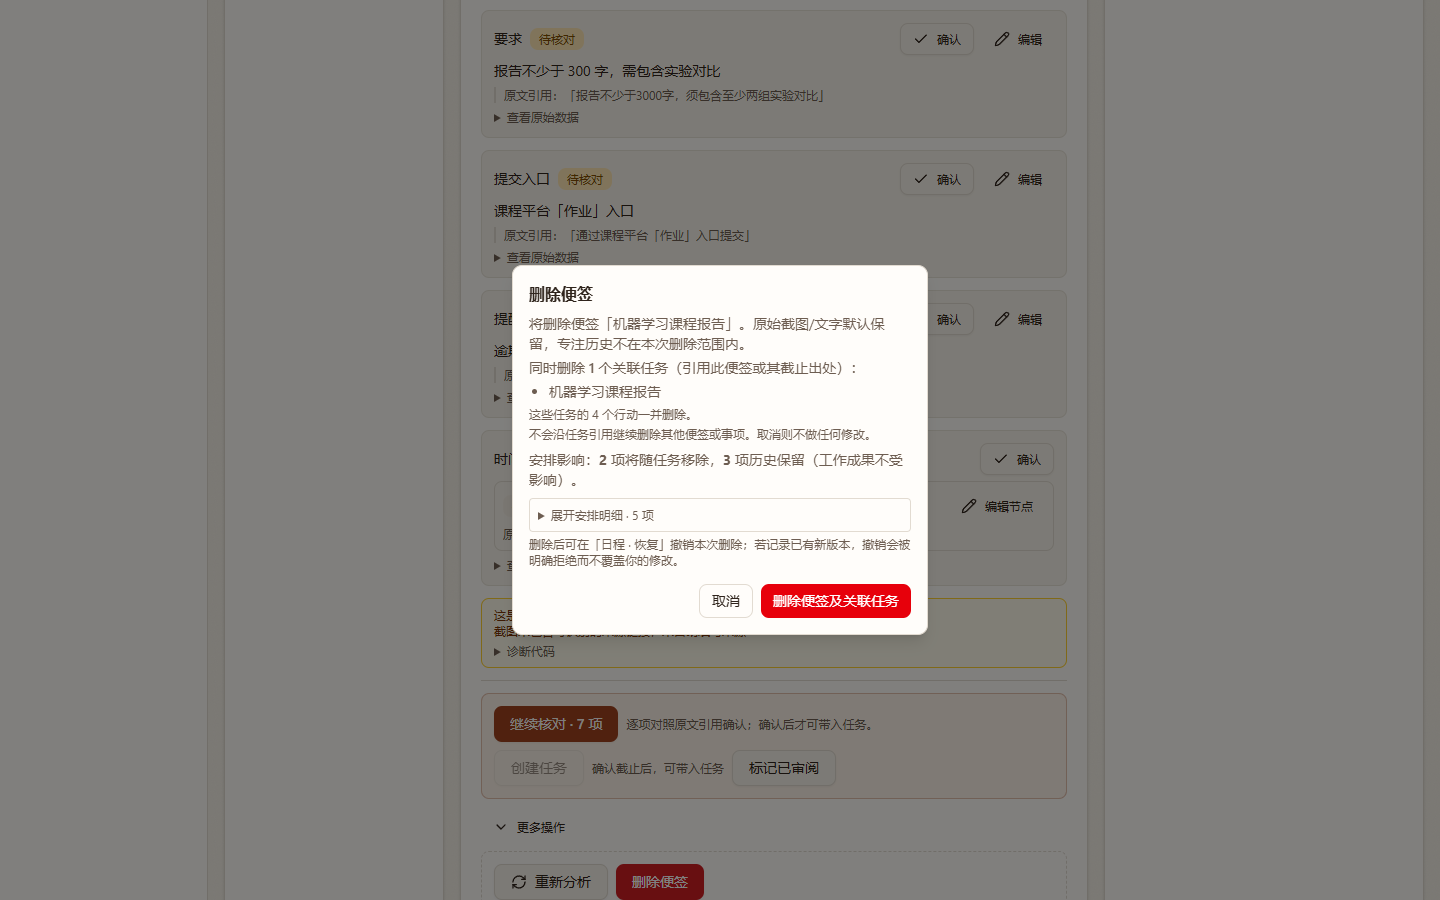 要求 待核对 确认 编辑
报告不少于 300 字，需包含实验对比
原文引用：「报告不少于3000字，须包含至少两组实验对比」
查看原始数据
提交入口 待核对 确认 编辑
课程平台「作业」入口
原文引用：「通过课程平台「作业」入口提交」
查看原始数据
确认 编辑
确认
编辑节点
删除便签
将删除便签「机器学习课程报告」。原始截图/文字默认保
留，专注历史不在本次删除范围内。
同时删除 1 个关联任务（引用此便签或其截止出处）：
• 机器学习课程报告
这些任务的 4 个行动一并删除。
不会沿任务引用继续删除其他便签或事项。取消则不做任何修改。
安排影响：2 项将随任务移除，3 项历史保留（工作成果不受
影响）。
展开安排明细 · 5 项
删除后可在「日程 · 恢复」撤销本次删除；若记录已有新版本，撤销会被
明确拒绝而不覆盖你的修改。
取消 删除便签及关联任务
诊断代码
继续核对 · 7 项 逐项对照原文引用确认；确认后才可带入任务。
创建任务 确认截止后，可带入任务 标记已审阅
更多操作
重新分析 删除便签